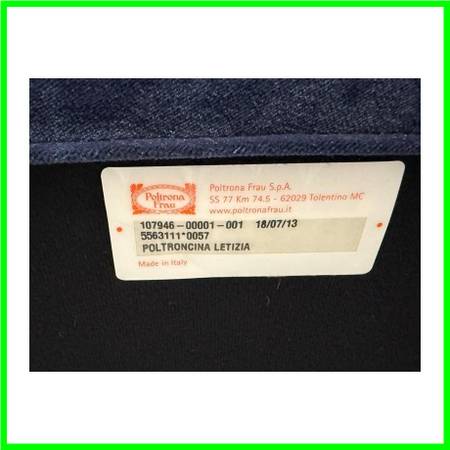 Poltrona
Frau
Poltrona Frau S.p.A.
SS 77 Km 74.5 - 62029 Tolentino MC
www.poltronafrau.it
107946-00001-001 18/07/13
5563111*0057
POLTRONCINA LETIZIA
Made in Italy